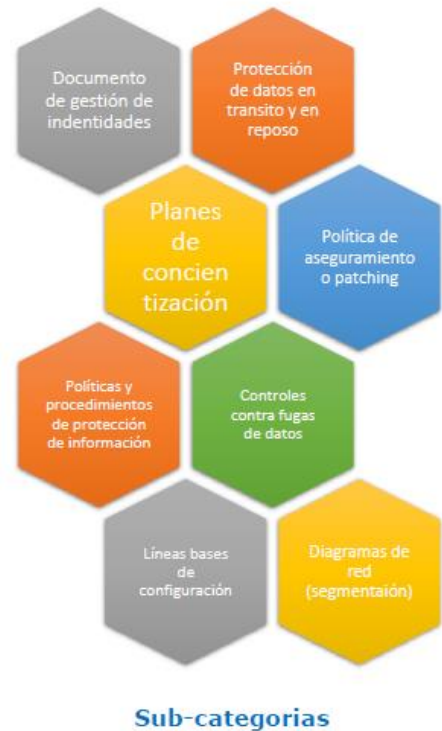 Documento
de gestión de
indentidades
Protección
de datos en
transito y en
reposo
Planes
de
concien
tización
Política de
aseguramiento
o patching
Políticas y
procedimientos
de protección
de información
Controles
contra fugas
de datos
Líneas bases
de
configuración
Diagramas de
red
(segmentaión)
Sub-categorias